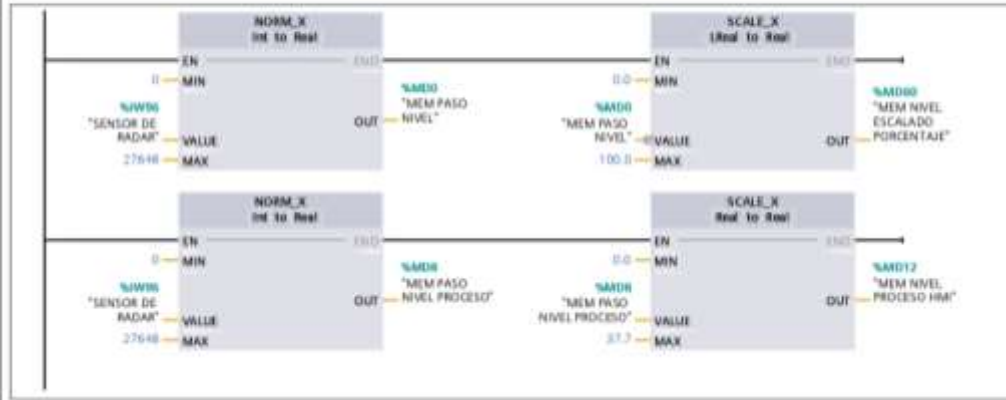 NORM_X
Int to Real
EN
ENO
0
MIN
%IW96
"SENSOR DE
RADAR"
VALUE
27648
MAX
OUT
%MD0
"MEM PASO
NIVEL"
SCALE_X
LReal to Real
EN
ENO
0.0
MIN
%MD0
"MEM PASO
NIVEL"
VALUE
100.0
MAX
OUT
"MEM NIVEL
ESCALADO
PORCENTAJE"
NORM_X
Int to Real
EN
ENO
0
MIN
%IW96
"SENSOR DE
RADAR"
VALUE
27648
MAX
OUT
"MEM PASO
NIVEL PROCESO"
SCALE_X
Real to Real
EN
ENO
0.0
MIN
"MEM PASO
NIVEL PROCESO"
VALUE
MAX
OUT
%MD12
"MEM NIVEL
PROCESO HMI"